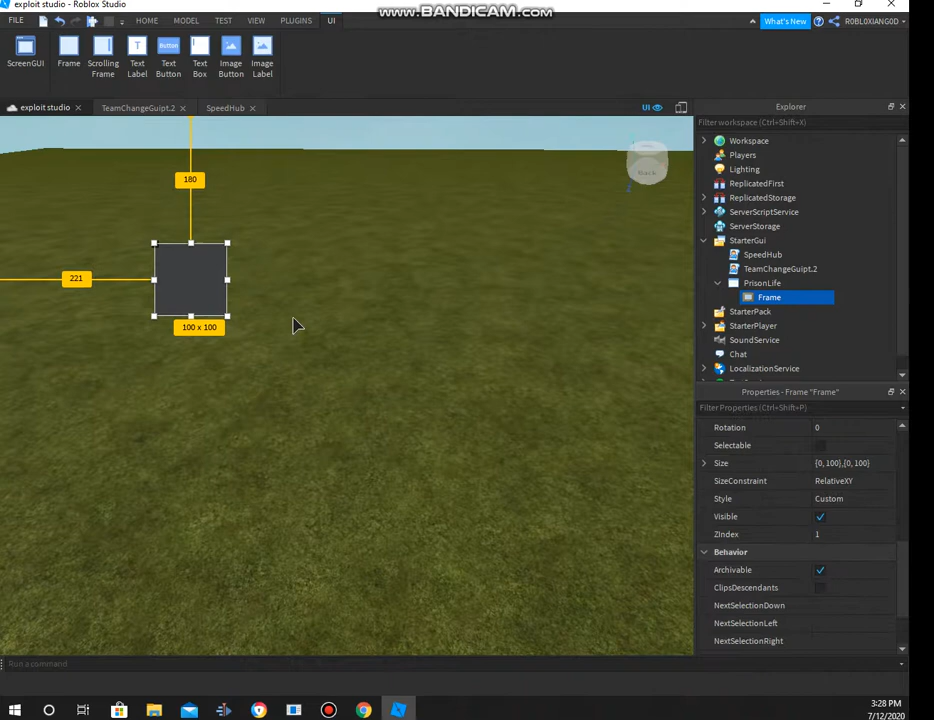 exploit studio - Roblox Studio
www.BANDICAM.com
FILE HOME MODEL TEST VIEW PLUGINS UI What's New ROBLOXIANGOD
ScreenGUI Frame Scrolling Frame Text Label Button Text Button Text Box Image Button Image Label
exploit studio TeamChangeGuipt.2 SpeedHub UI
Explorer
Filter workspace (Ctrl+Shift+X)
Workspace
Players
Lighting
ReplicatedFirst
ReplicatedStorage
ServerScriptService
ServerStorage
StarterGui
SpeedHub
TeamChangeGuipt.2
PrisonLife
Frame
StarterPack
StarterPlayer
SoundService
Chat
LocalizationService
180
221
100 x 100
Back
Z
Properties - Frame "Frame"
Filter Properties (Ctrl+Shift+P)
Rotation 0
Selectable
Size {0, 100},{0, 100}
SizeConstraint RelativeXY
Style Custom
Visible
ZIndex 1
Behavior
Archivable
ClipsDescendants
NextSelectionDown
NextSelectionLeft
NextSelectionRight
Run a command
3:28 PM
7/12/2020